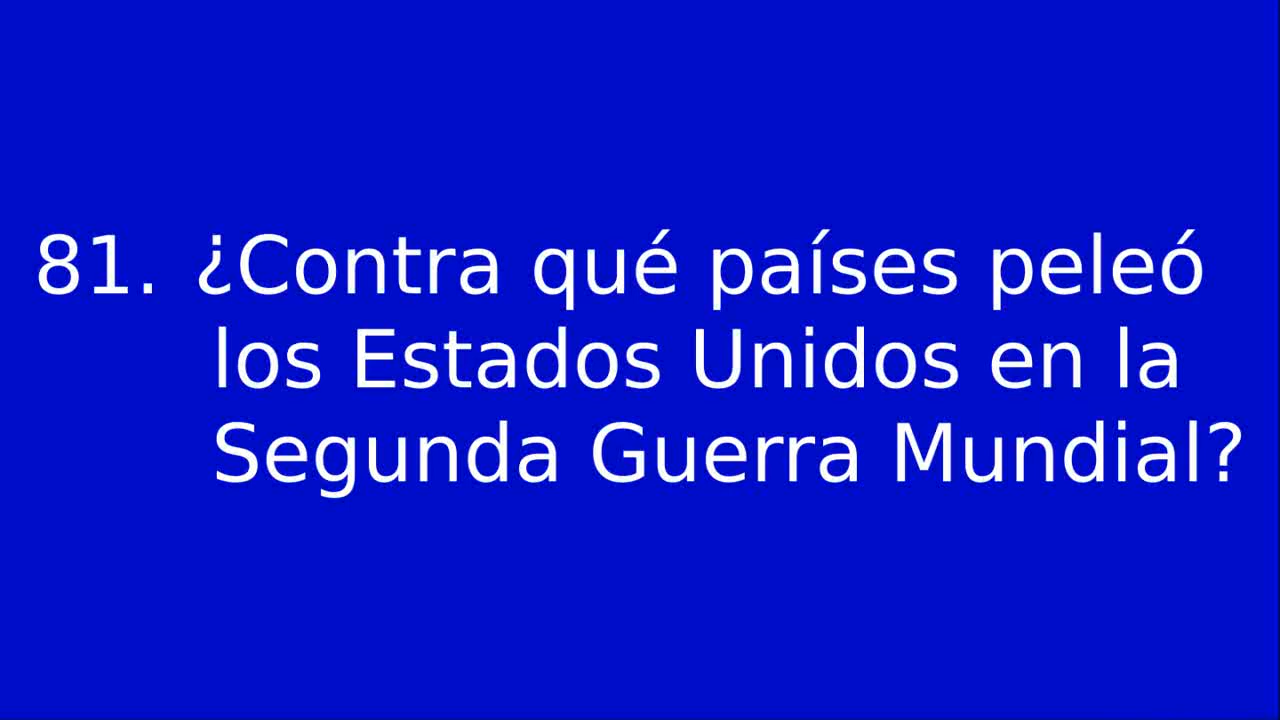 81. ¿Contra qué países peleó
los Estados Unidos en la
Segunda Guerra Mundial?